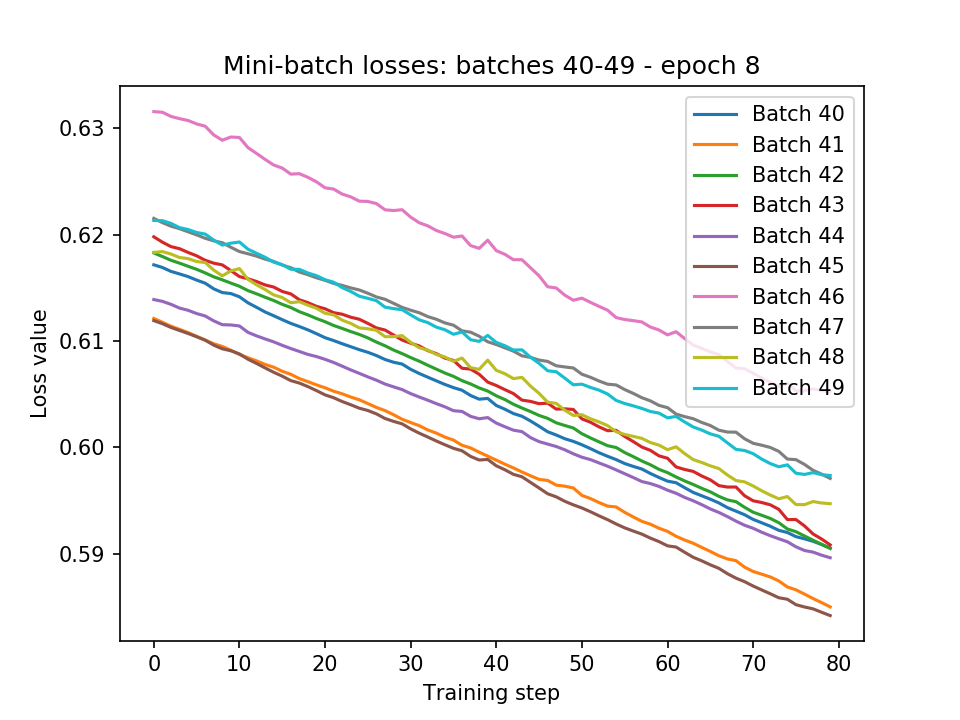 Mini-batch losses: batches 40-49 - epoch 8
Loss value
0.63
0.62
0.61
0.60
0.59
0
10
20
30
40
50
60
70
80
Training step
Batch 40
Batch 41
Batch 42
Batch 43
Batch 44
Batch 45
Batch 46
Batch 47
Batch 48
Batch 49